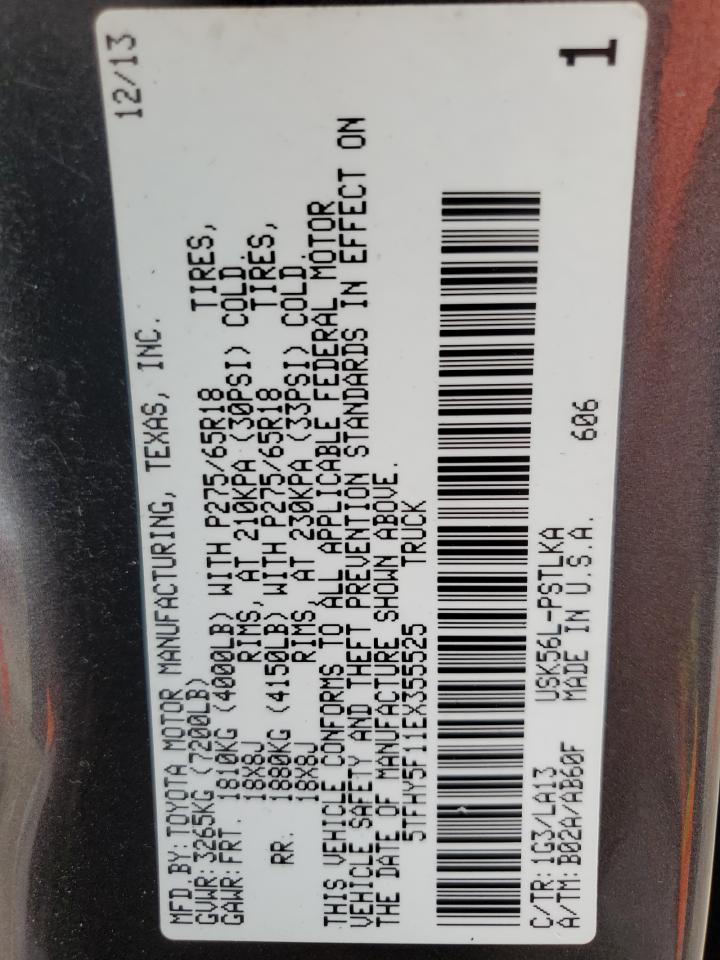 MFD.BY:TOYOTA MOTOR MANUFACTURING, TEXAS, INC. 12/13
GVWR:3265KG (7200LB)
GAWR:FRT. 1810KG (4000LB) WITH P275/65R18 TIRES,
18X8J RIMS, AT 210KPA (30PSI) COLD.
RR. 1880KG (4150LB) WITH P275/65R18 TIRES,
18X8J RIMS, AT 230KPA (33PSI) COLD.
THIS VEHICLE CONFORMS TO ALL APPLICABLE FEDERAL MOTOR
VEHICLE SAFETY AND THEFT PREVENTION STANDARDS IN EFFECT ON
THE DATE OF MANUFACTURE SHOWN ABOVE.
5TFHY5F11EX355525 TRUCK
C/TR:1G3/LA13 USK56L-PSTLKA
A/TM:B02A/AB60F MADE IN U.S.A. 606
1